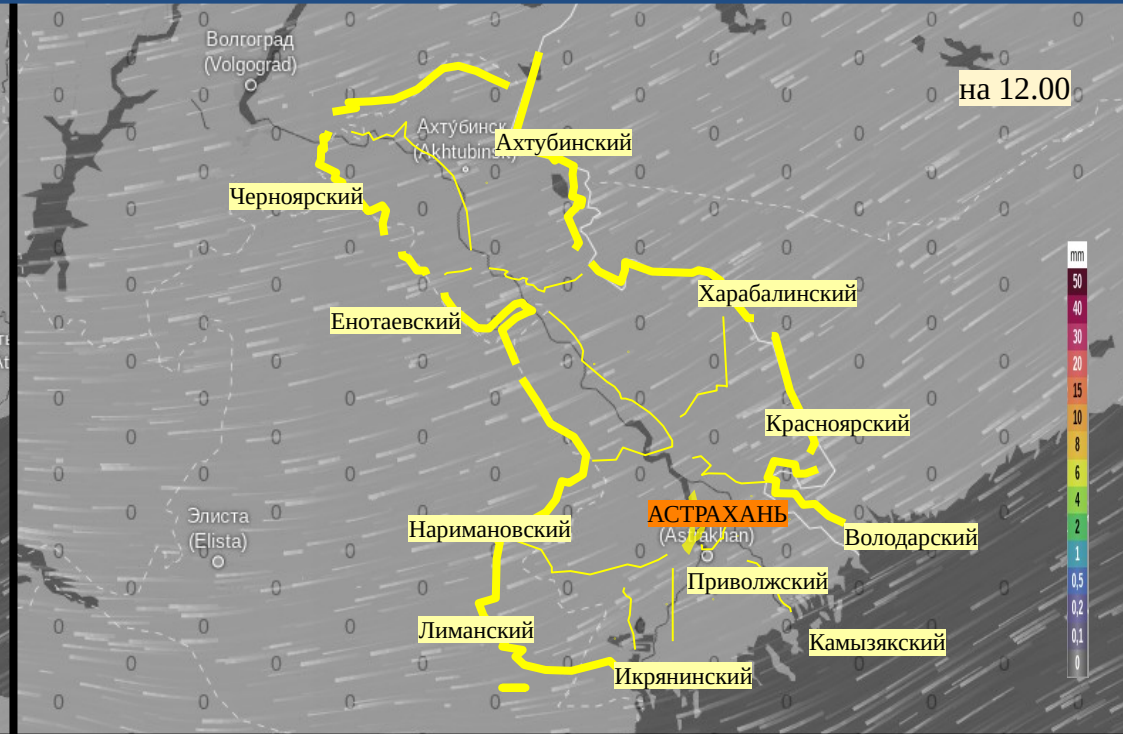 Волгоград
(Volgograd)
на 12.00
Ахту́бинск
Ахтубинский
(Akhtubinsk)
Черноярский
mm
50
40
30
20
15
10
8
6
4
2
1
0,5
0,2
0,1
0
Харабалинский
Енотаевский
Красноярский
АСТРАХАНЬ
(Astrakhan)
Элиста
(Elista)
Наримановский
Володарский
Приволжский
Лиманский
Камызякский
Икрянинский